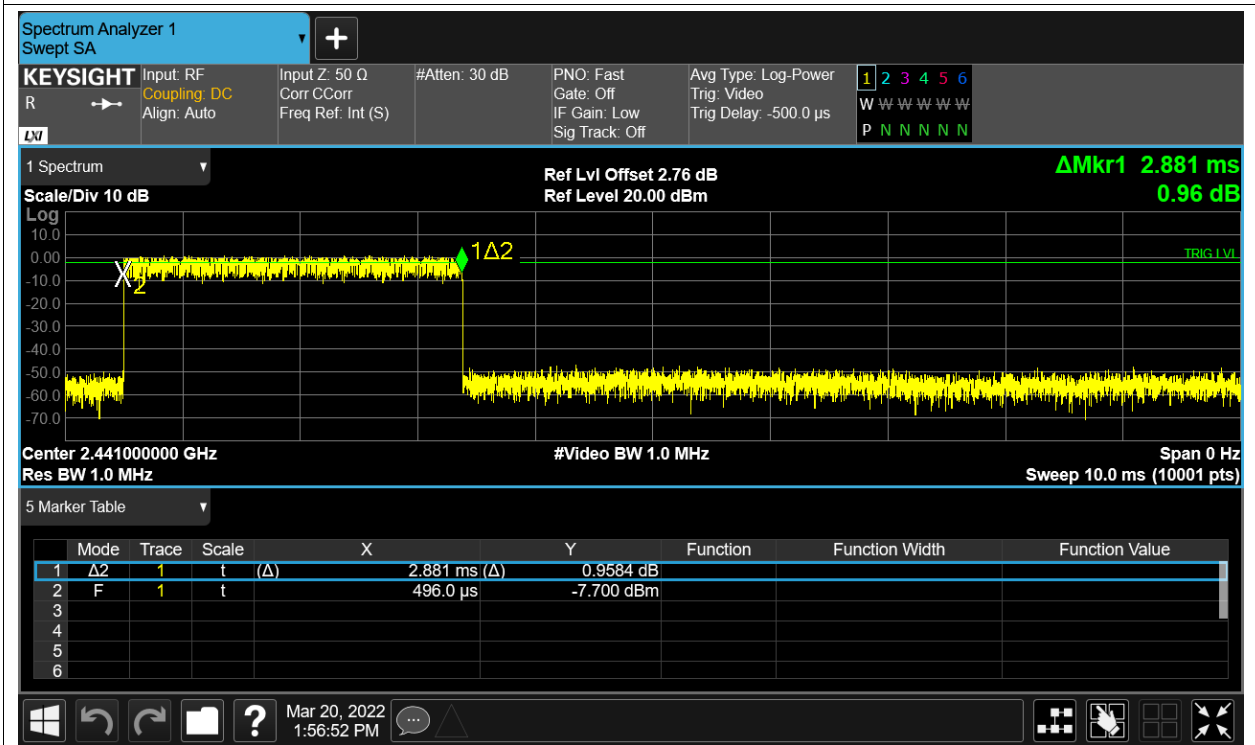 Spectrum Analyzer 1
Swept SA
KEYSIGHT
R
LXI
Input: RF
Coupling: DC
Align: Auto
Input Z: 50 Ω
Corr CCorr
Freq Ref: Int (S)
#Atten: 30 dB
PNO: Fast
Gate: Off
IF Gain: Low
Sig Track: Off
Avg Type: Log-Power
Trig: Video
Trig Delay: -500.0 µs
1 2 3 4 5 6
W W W W W W
P N N N N N
1 Spectrum
Scale/Div 10 dB
Ref Lvl Offset 2.76 dB
Ref Level 20.00 dBm
ΔMkr1 2.881 ms
0.96 dB
Log
10.0
0.00
-10.0
-20.0
-30.0
-40.0
-50.0
-60.0
-70.0
1Δ2
X2
TRIG LVL
Center 2.441000000 GHz
Res BW 1.0 MHz
#Video BW 1.0 MHz
Span 0 Hz
Sweep 10.0 ms (10001 pts)
5 Marker Table
Mode Trace Scale X Y Function Function Width Function Value
1 Δ2 1 t (Δ) 2.881 ms (Δ) 0.9584 dB
2 F 1 t 496.0 µs -7.700 dBm
3
4
5
6
?
Mar 20, 2022
1:56:52 PM